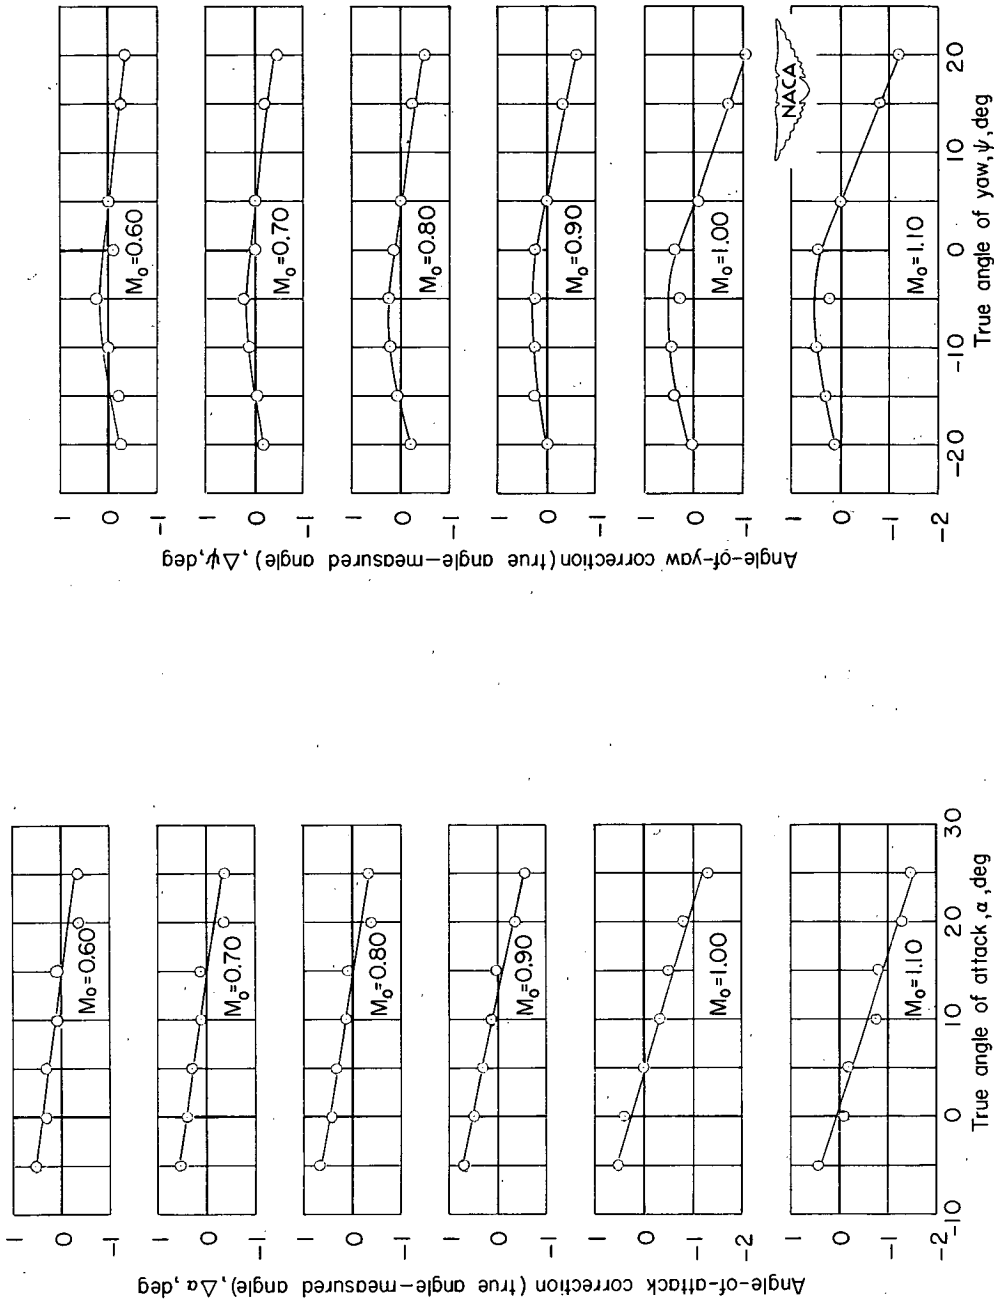 Angle-of-attack correction (true angle-measured angle), Δα, deg
1
0
-1
M₀=0.60
1
0
-1
M₀=0.70
1
0
-1
M₀=0.80
1
0
-1
M₀=0.90
1
0
-1
-2
M₀=1.00
1
0
-1
-2
M₀=1.10
-10
0
10
20
30
True angle of attack, α, deg
Angle-of-yaw correction (true angle-measured angle), Δψ, deg
1
0
-1
M₀=0.60
1
0
-1
M₀=0.70
1
0
-1
M₀=0.80
1
0
-1
M₀=0.90
1
0
-1
M₀=1.00
1
0
-1
-2
M₀=1.10
-20
-10
0
10
20
True angle of yaw, ψ, deg
NACA